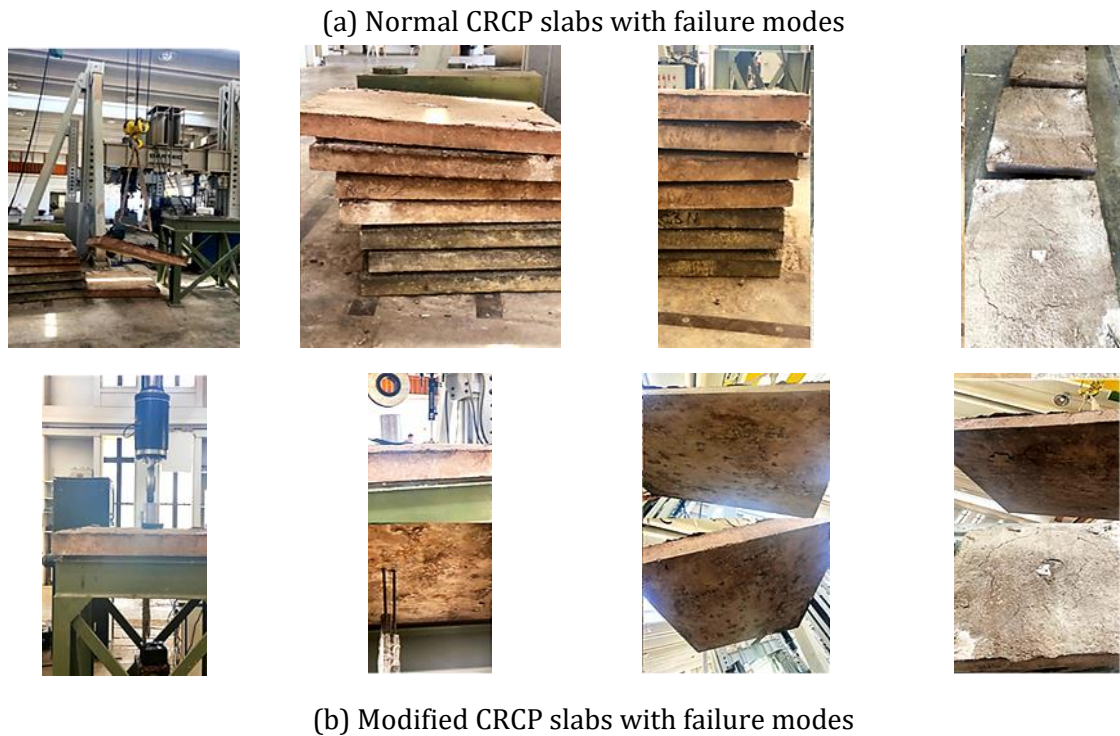 (a) Normal CRCP slabs with failure modes
(b) Modified CRCP slabs with failure modes